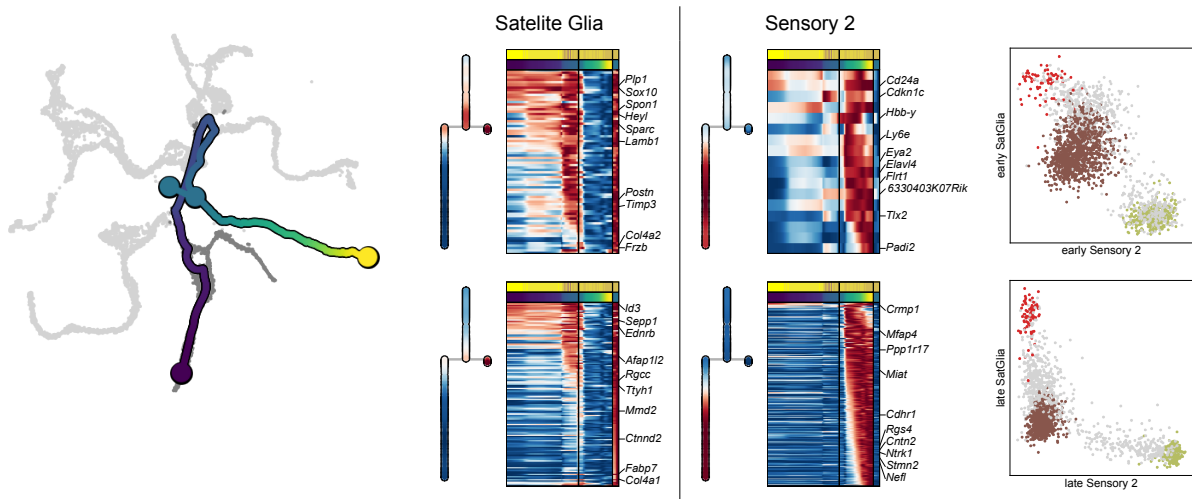 Satelite Glia
Sensory 2
Plp1
Sox10
Spon1
Heyl
Sparc
Lamb1
Postn
Timp3
Col4a2
Frzb
Cd24a
Cdkn1c
Hbb-y
Ly6e
Eya2
Elavl4
Flrt1
6330403K07Rik
Tlx2
Padi2
early SatGlia
early Sensory 2
Id3
Sepp1
Ednrb
Afap1l2
Rgcc
Ttyh1
Mmd2
Ctnnd2
Fabp7
Col4a1
Crmp1
Mfap4
Ppp1r17
Miat
Cdhr1
Rgs4
Cntn2
Ntrk1
Stmn2
Nefl
late SatGlia
late Sensory 2